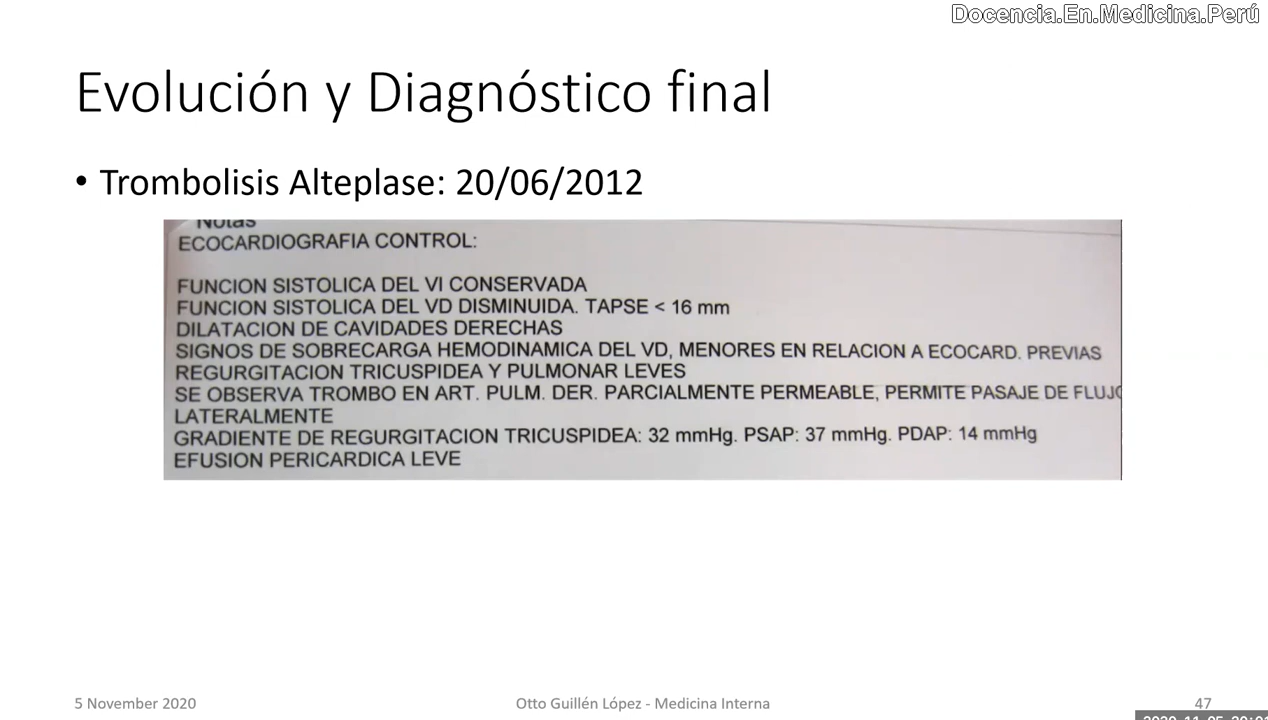 Docencia.En.Medicina.Perú
Evolución y Diagnóstico final
• Trombolisis Alteplase: 20/06/2012
Notas
ECOCARDIOGRAFIA CONTROL:
FUNCION SISTOLICA DEL VI CONSERVADA
FUNCION SISTOLICA DEL VD DISMINUIDA. TAPSE < 16 mm
DILATACION DE CAVIDADES DERECHAS
SIGNOS DE SOBRECARGA HEMODINAMICA DEL VD, MENORES EN RELACION A ECOCARD. PREVIAS
REGURGITACION TRICUSPIDEA Y PULMONAR LEVES
SE OBSERVA TROMBO EN ART. PULM. DER. PARCIALMENTE PERMEABLE, PERMITE PASAJE DE FLUJO
LATERALMENTE
GRADIENTE DE REGURGITACION TRICUSPIDEA: 32 mmHg. PSAP: 37 mmHg. PDAP: 14 mmHg
EFUSION PERICARDICA LEVE
5 November 2020
Otto Guillén López - Medicina Interna
47